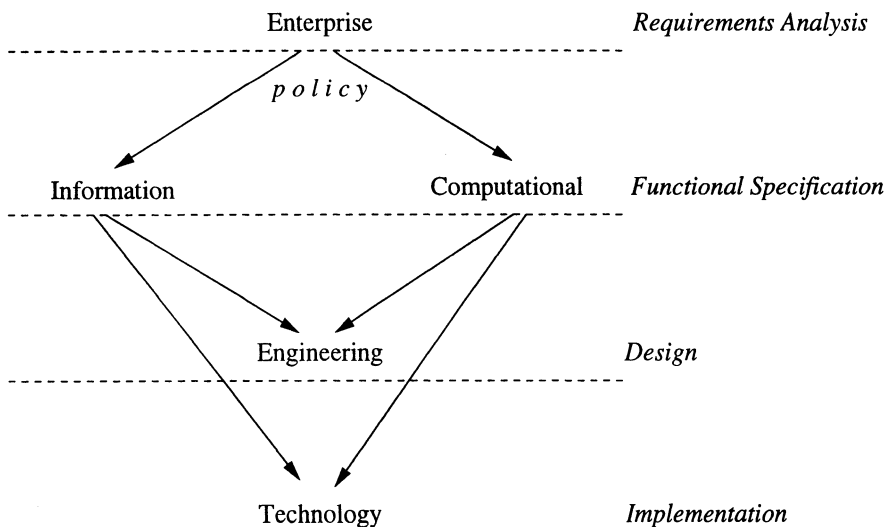 Enterprise Requirements Analysis
policy
Information Computational Functional Specification
Engineering Design
Technology Implementation